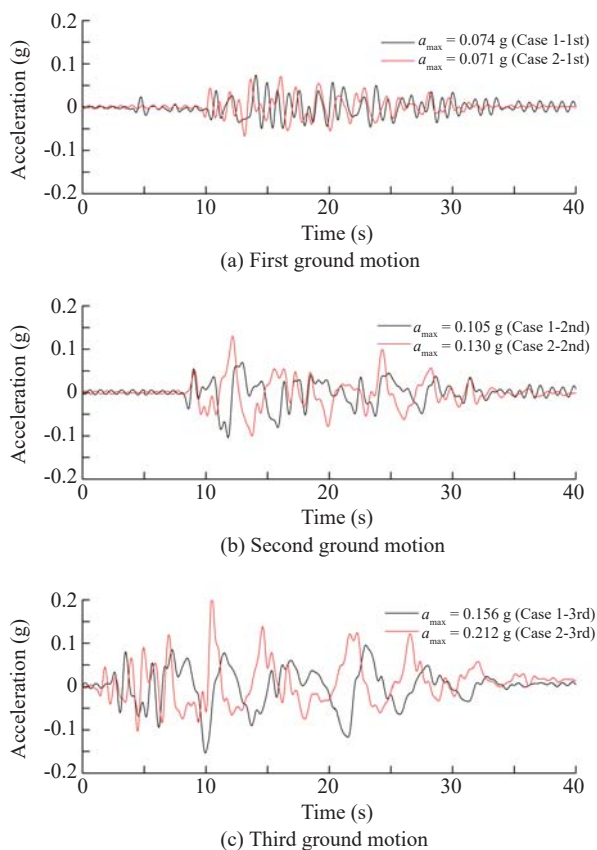 0.2
a_max = 0.074 g (Case 1-1st)
a_max = 0.071 g (Case 2-1st)
0.1
0
-0.1
-0.2
Acceleration (g)
0 10 20 30 40
Time (s)
(a) First ground motion
0.2
a_max = 0.105 g (Case 1-2nd)
a_max = 0.130 g (Case 2-2nd)
0.1
0
-0.1
-0.2
Acceleration (g)
0 10 20 30 40
Time (s)
(b) Second ground motion
0.2
a_max = 0.156 g (Case 1-3rd)
a_max = 0.212 g (Case 2-3rd)
0.1
0
-0.1
0.2
Acceleration (g)
0 10 20 30 40
Time (s)
(c) Third ground motion